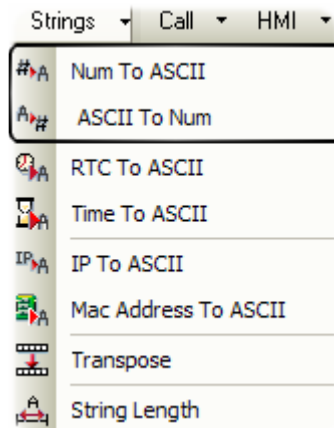 Strings Call HMI
Num To ASCII
ASCII To Num
RTC To ASCII
Time To ASCII
IP To ASCII
Mac Address To ASCII
Transpose
String Length